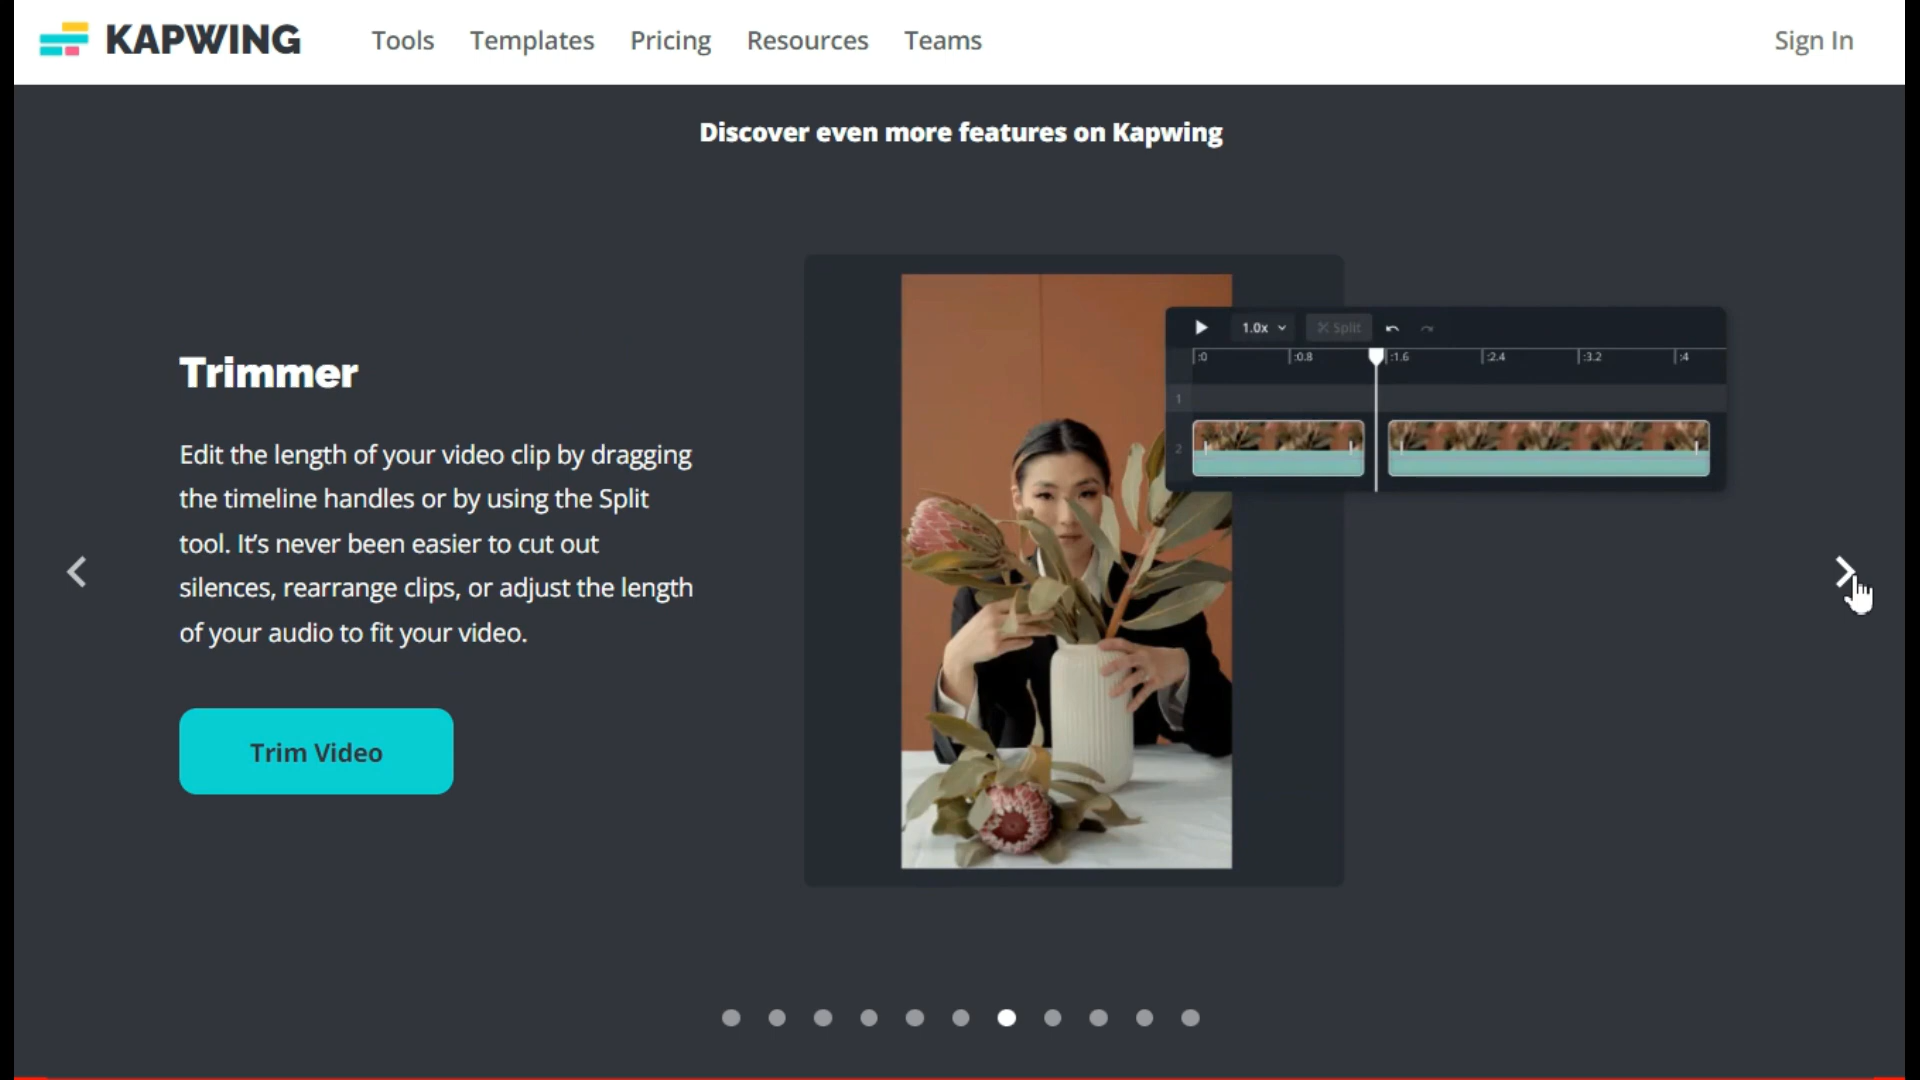 KAPWING Tools Templates Pricing Resources Teams Sign In
Discover even more features on Kapwing
1.0x Split
:0 :0.8 :1.6 :2.4 :3.2 :4
1
2
Trimmer
Edit the length of your video clip by dragging
the timeline handles or by using the Split
tool. It’s never been easier to cut out
silences, rearrange clips, or adjust the length
of your audio to fit your video.
Trim Video